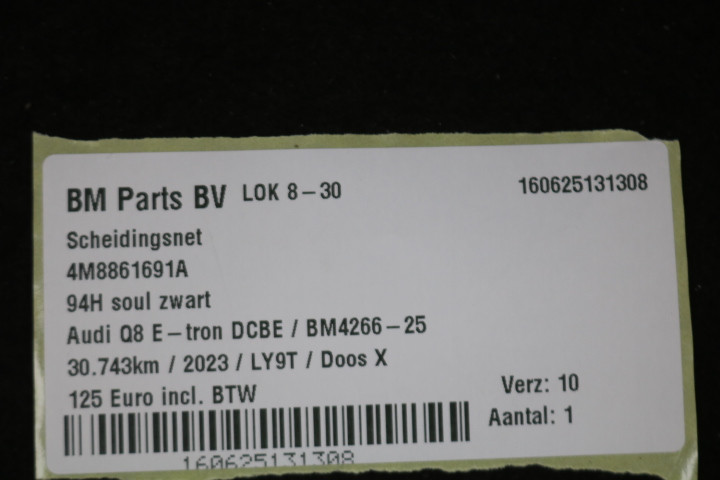 BM Parts BV LOK 8-30 160625131308
Scheidingsnet
4M8861691A
94H soul zwart
Audi Q8 E-tron DCBE / BM4266-25
30.743km / 2023 / LY9T / Doos X
125 Euro incl. BTW Verz: 10
Aantal: 1
160625131308